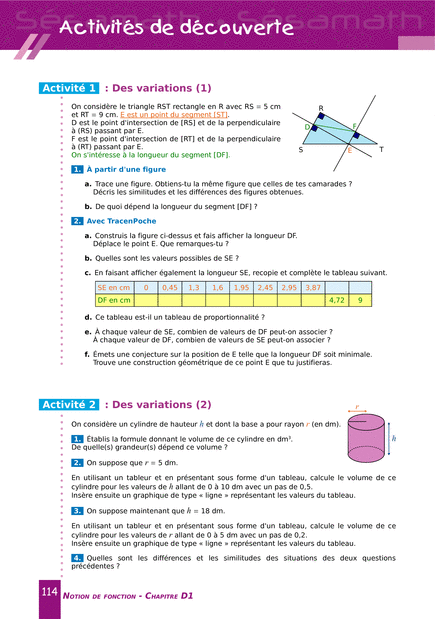 Sésamath Sésamath
Activités de découverte
Activité 1 : Des variations (1)
On considère le triangle RST rectangle en R avec RS = 5 cm
et RT = 9 cm. E est un point du segment [ST].
D est le point d'intersection de [RS] et de la perpendiculaire
à (RS) passant par E.
F est le point d'intersection de [RT] et de la perpendiculaire
à (RT) passant par E.
On s'intéresse à la longueur du segment [DF].
R
D
F
S
E
T
1. À partir d'une figure
a. Trace une figure. Obtiens-tu la même figure que celles de tes camarades ?
Décris les similitudes et les différences des figures obtenues.
b. De quoi dépend la longueur du segment [DF] ?
2. Avec TracenPoche
a. Construis la figure ci-dessus et fais afficher la longueur DF.
Déplace le point E. Que remarques-tu ?
b. Quelles sont les valeurs possibles de SE ?
c. En faisant afficher également la longueur SE, recopie et complète le tableau suivant.
SE en cm 0 0,45 1,3 1,6 1,95 2,45 2,95 3,87
DF en cm 4,72 9
d. Ce tableau est-il un tableau de proportionnalité ?
e. À chaque valeur de SE, combien de valeurs de DF peut-on associer ?
À chaque valeur de DF, combien de valeurs de SE peut-on associer ?
f. Émets une conjecture sur la position de E telle que la longueur DF soit minimale.
Trouve une construction géométrique de ce point E que tu justifieras.
Activité 2 : Des variations (2)
On considère un cylindre de hauteur h et dont la base a pour rayon r (en dm).
r
h
1. Établis la formule donnant le volume de ce cylindre en dm³.
De quelle(s) grandeur(s) dépend ce volume ?
2. On suppose que r = 5 dm.
En utilisant un tableur et en présentant sous forme d'un tableau, calcule le volume de ce
cylindre pour les valeurs de h allant de 0 à 10 dm avec un pas de 0,5.
Insère ensuite un graphique de type « ligne » représentant les valeurs du tableau.
3. On suppose maintenant que h = 18 dm.
En utilisant un tableur et en présentant sous forme d'un tableau, calcule le volume de ce
cylindre pour les valeurs de r allant de 0 à 5 dm avec un pas de 0,2.
Insère ensuite un graphique de type « ligne » représentant les valeurs du tableau.
4. Quelles sont les différences et les similitudes des situations des deux questions
précédentes ?
114 NOTION DE FONCTION - CHAPITRE D1